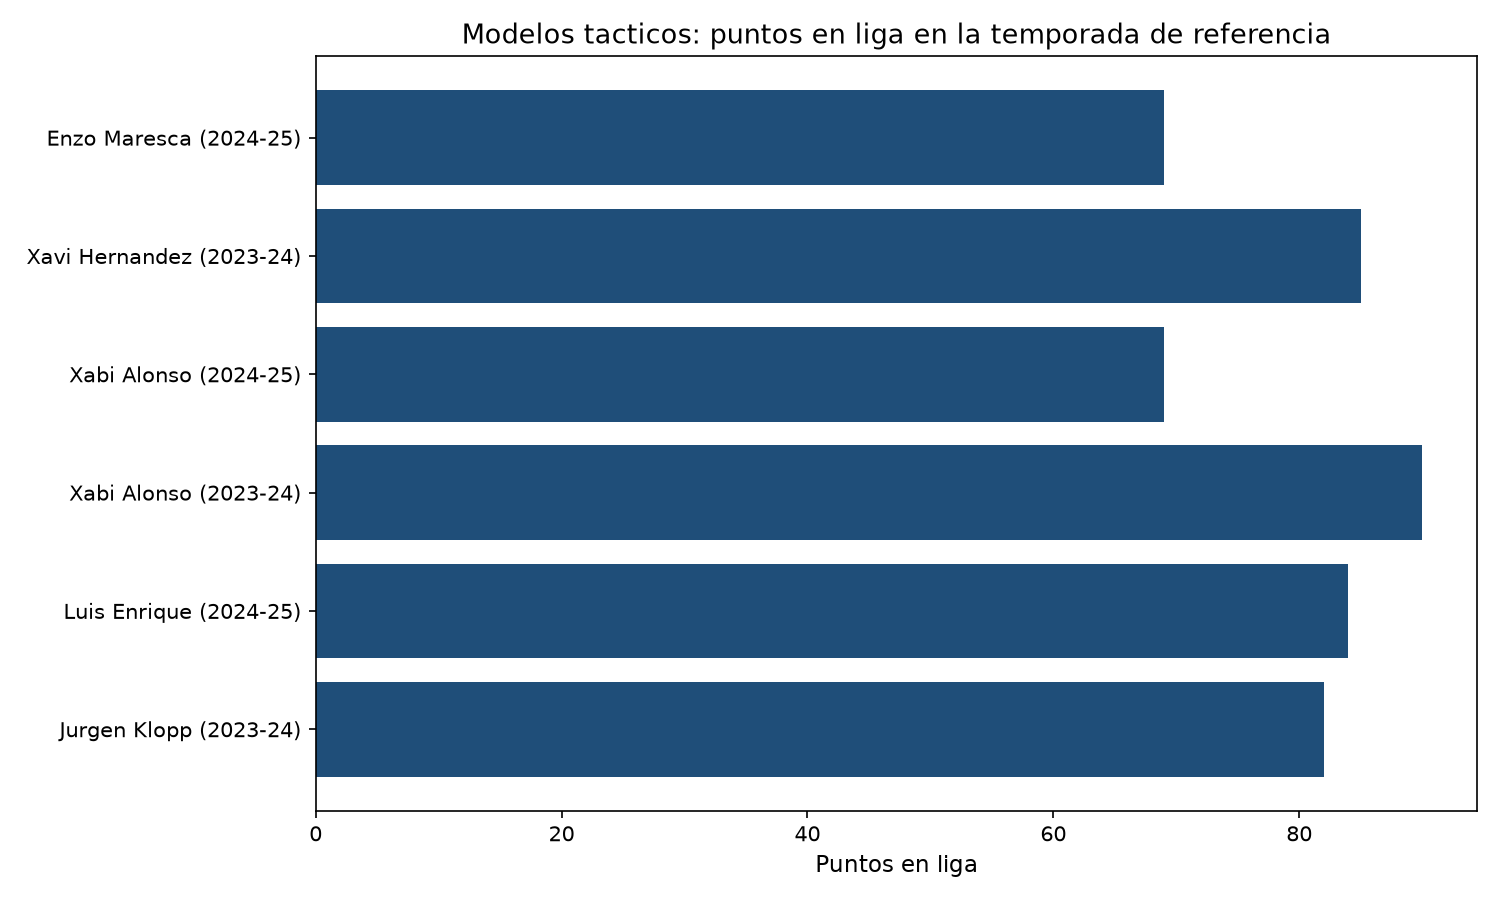 Modelos tacticos: puntos en liga en la temporada de referencia
Enzo Maresca (2024-25)
Xavi Hernandez (2023-24)
Xabi Alonso (2024-25)
Xabi Alonso (2023-24)
Luis Enrique (2024-25)
Jurgen Klopp (2023-24)
0 20 40 60 80
Puntos en liga